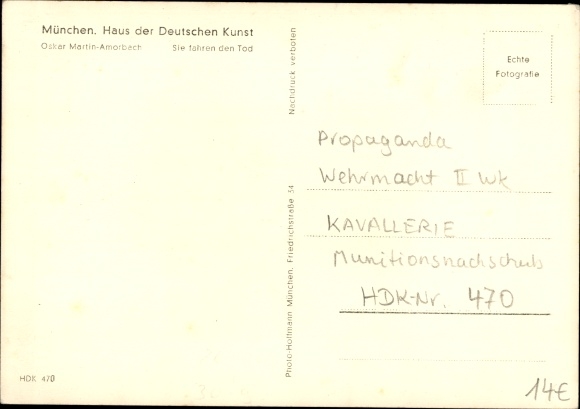 München, Haus der Deutschen Kunst
Oskar Martin-Amorbach Sie fahren den Tod
Nachdruck verboten
Photo-Hoffmann München, Friedrichstraße 34
Echte
Fotografie
Propaganda
Wehrmacht II WK
KAVALLERIE
Munitionsnachschub
HDK-Nr. 470
HDK 470
14€